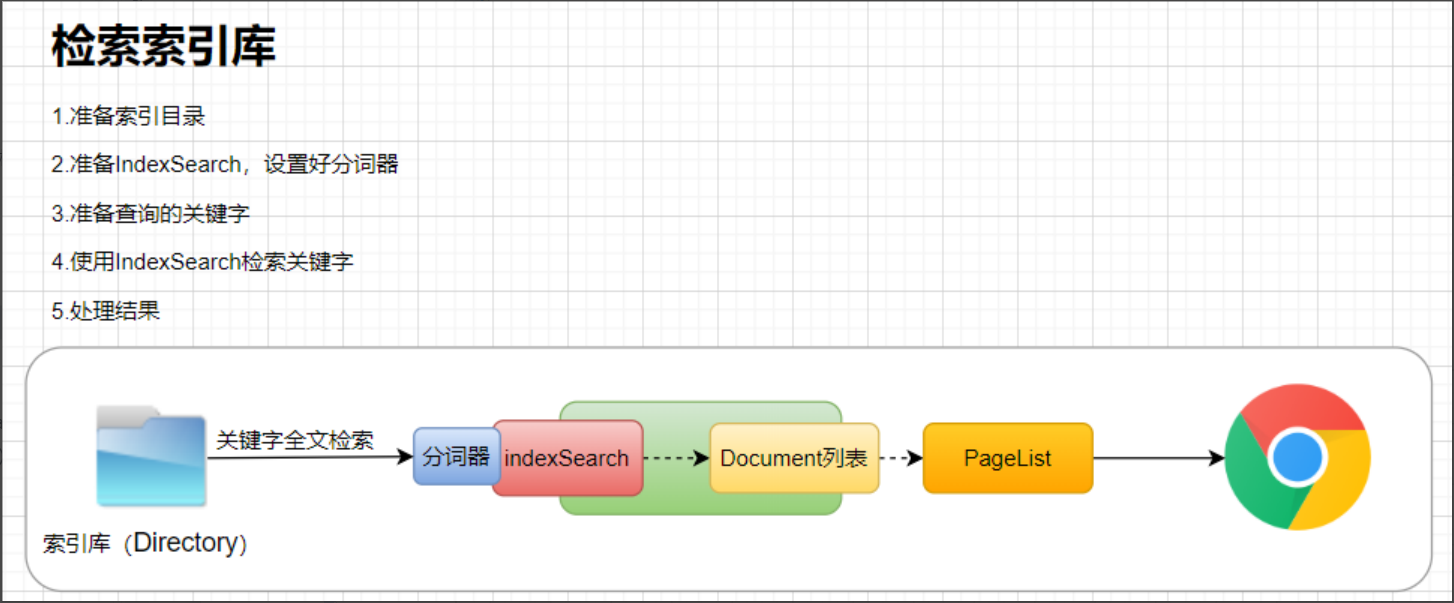 检索索引库
1.准备索引目录
2.准备IndexSearch，设置好分词器
3.准备查询的关键字
4.使用IndexSearch检索关键字
5.处理结果
关键字全文检索
分词器
indexSearch
Document列表
PageList
索引库（Directory）